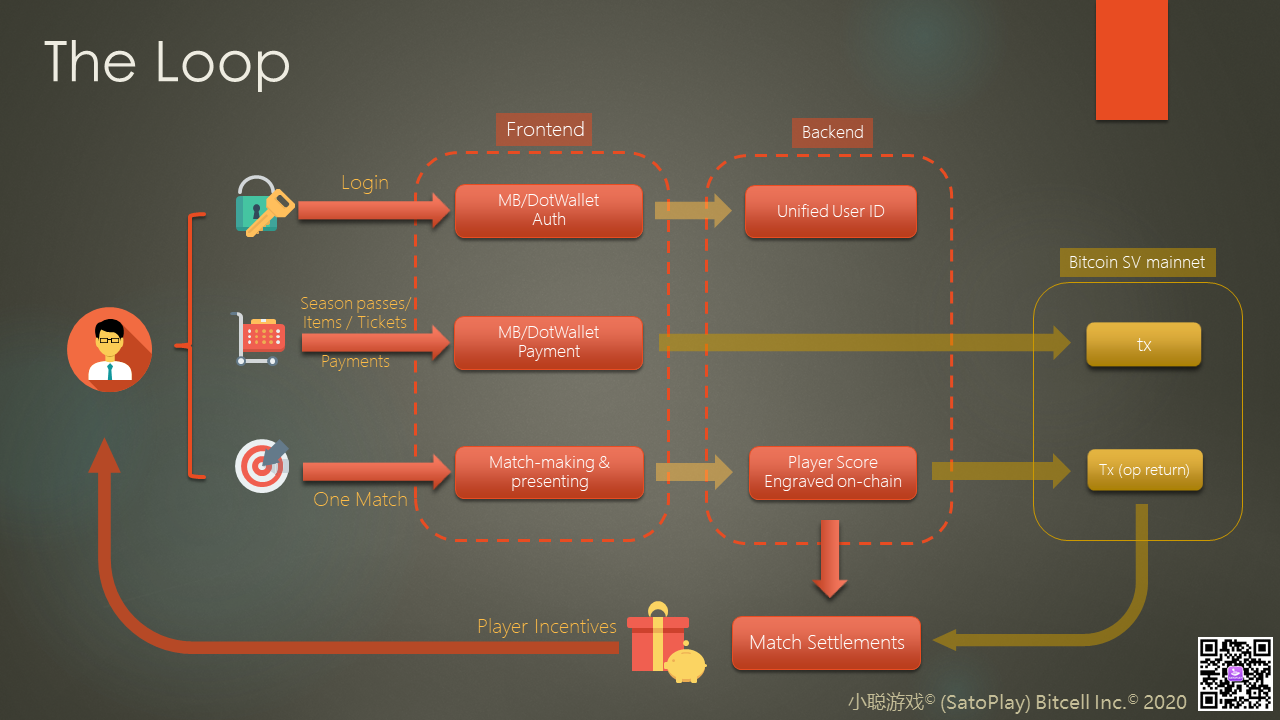 The Loop
Frontend
Backend
Login
MB/DotWallet
Auth
Unified User ID
Bitcoin SV mainnet
Season passes/
Items / Tickets
Payments
MB/DotWallet
Payment
tx
One Match
Match-making &
presenting
Player Score
Engraved on-chain
Tx (op return)
Player Incentives
Match Settlements
小聪游戏© (SatoPlay) Bitcell Inc.© 2020